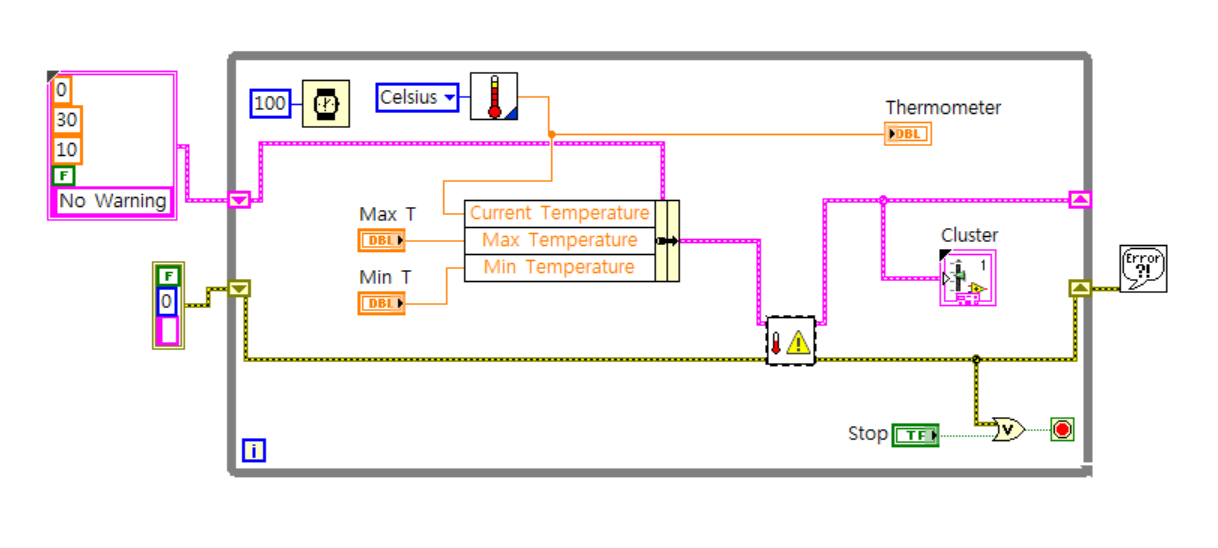 0
30
10
F
No Warning
F
0
100
Celsius
Thermometer
DBL
Max T
DBL
Min T
DBL
Current Temperature
Max Temperature
Min Temperature
Cluster
1
Error
?!
Stop
TF
V
i